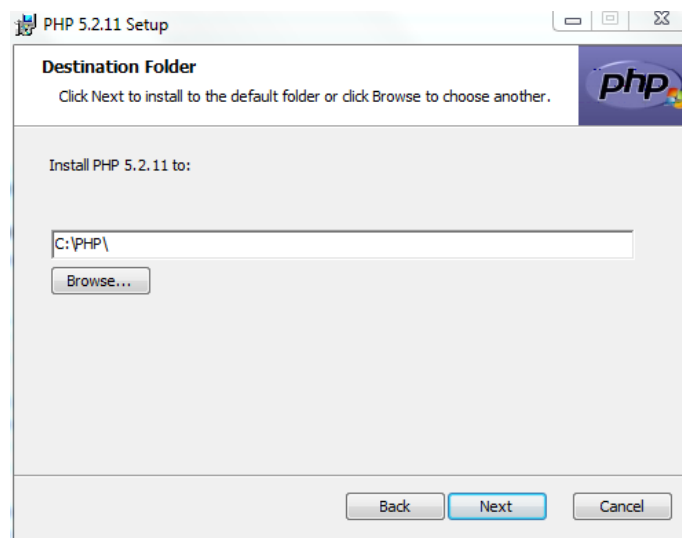 PHP 5.2.11 Setup
Destination Folder
Click Next to install to the default folder or click Browse to choose another.
php
Install PHP 5.2.11 to:
C:\PHP\
Browse...
Back
Next
Cancel